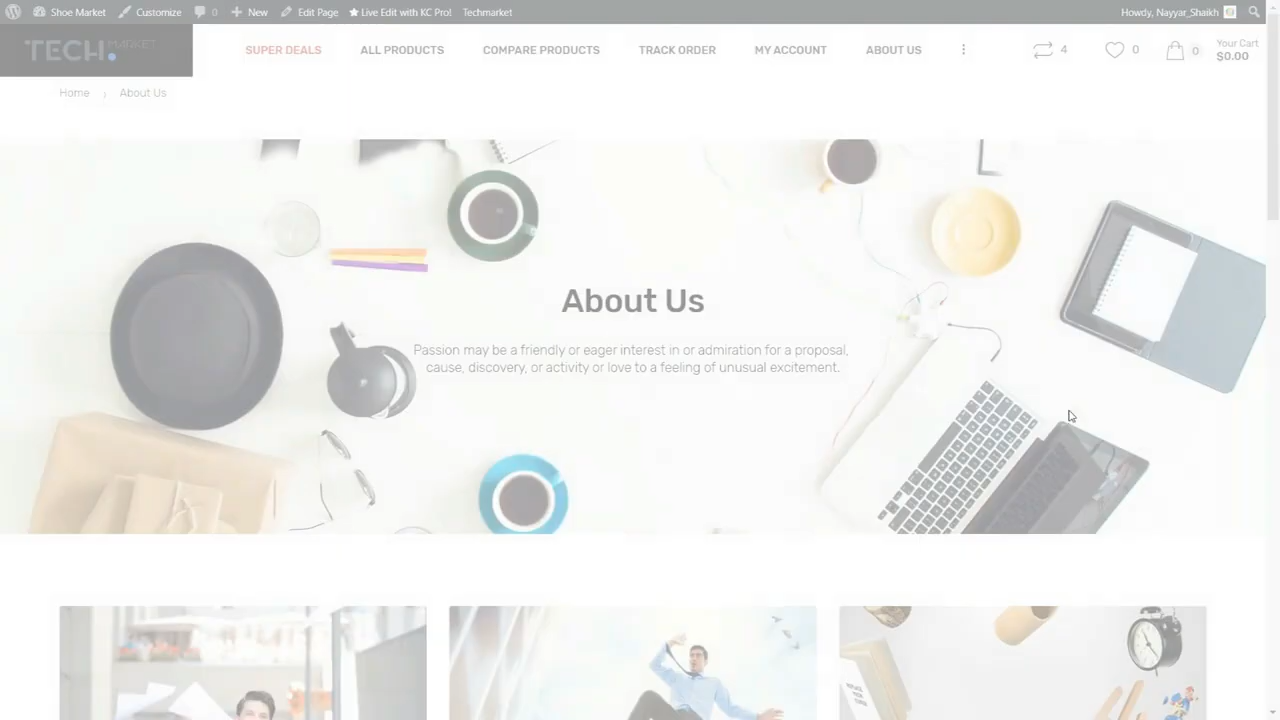 Shoe Market Customize 0 New Edit Page Live Edit with KC Pro! Techmarket Howdy, Nayyar_Shaikh
TECH MARKET SUPER DEALS ALL PRODUCTS COMPARE PRODUCTS TRACK ORDER MY ACCOUNT ABOUT US 4 0 0 Your Cart
$0.00
Home › About Us
About Us
Passion may be a friendly or eager interest in or admiration for a proposal,
cause, discovery, or activity or love to a feeling of unusual excitement.